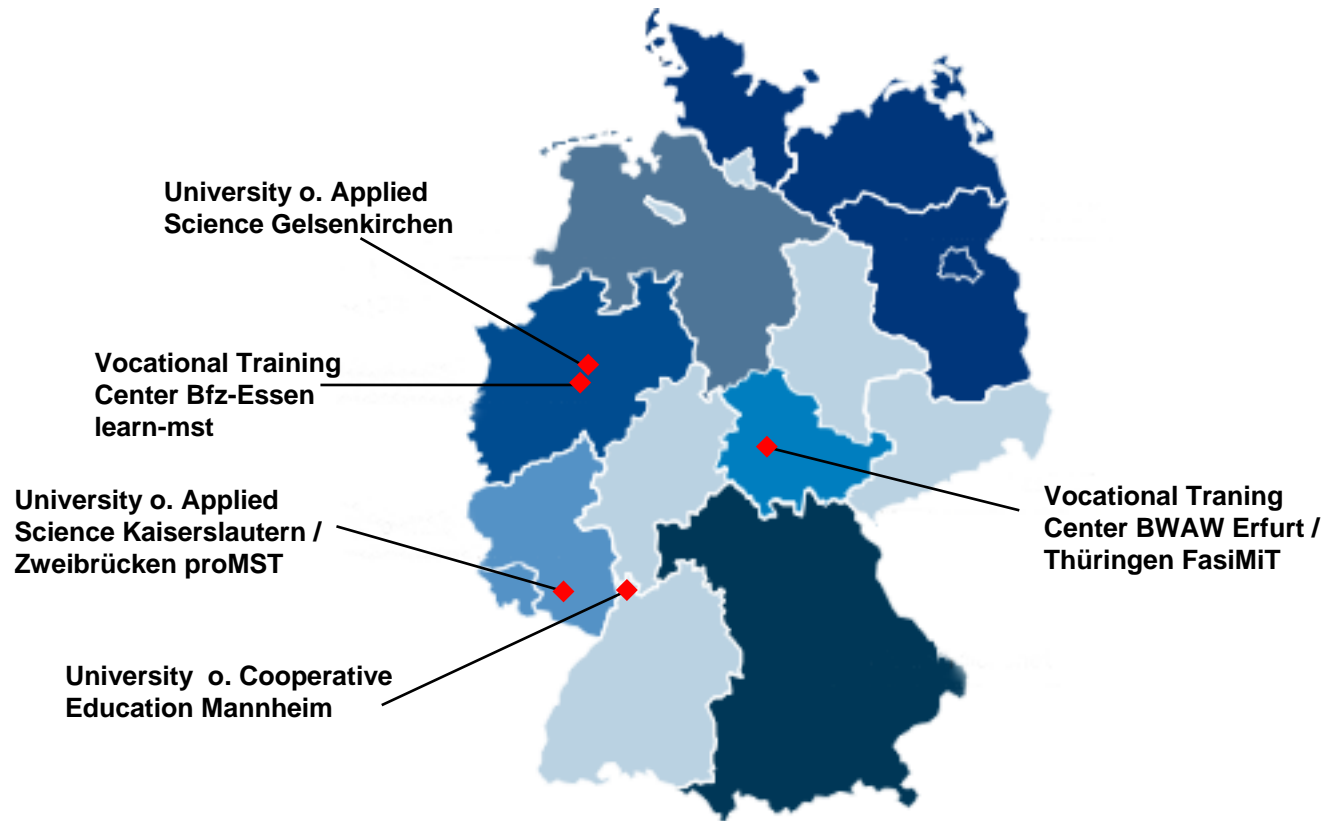 University o. Applied
Science Gelsenkirchen
Vocational Training
Center Bfz-Essen
learn-mst
University o. Applied
Science Kaiserslautern /
Zweibrücken proMST
University o. Cooperative
Education Mannheim
Vocational Traning
Center BWAW Erfurt /
Thüringen FasiMiT